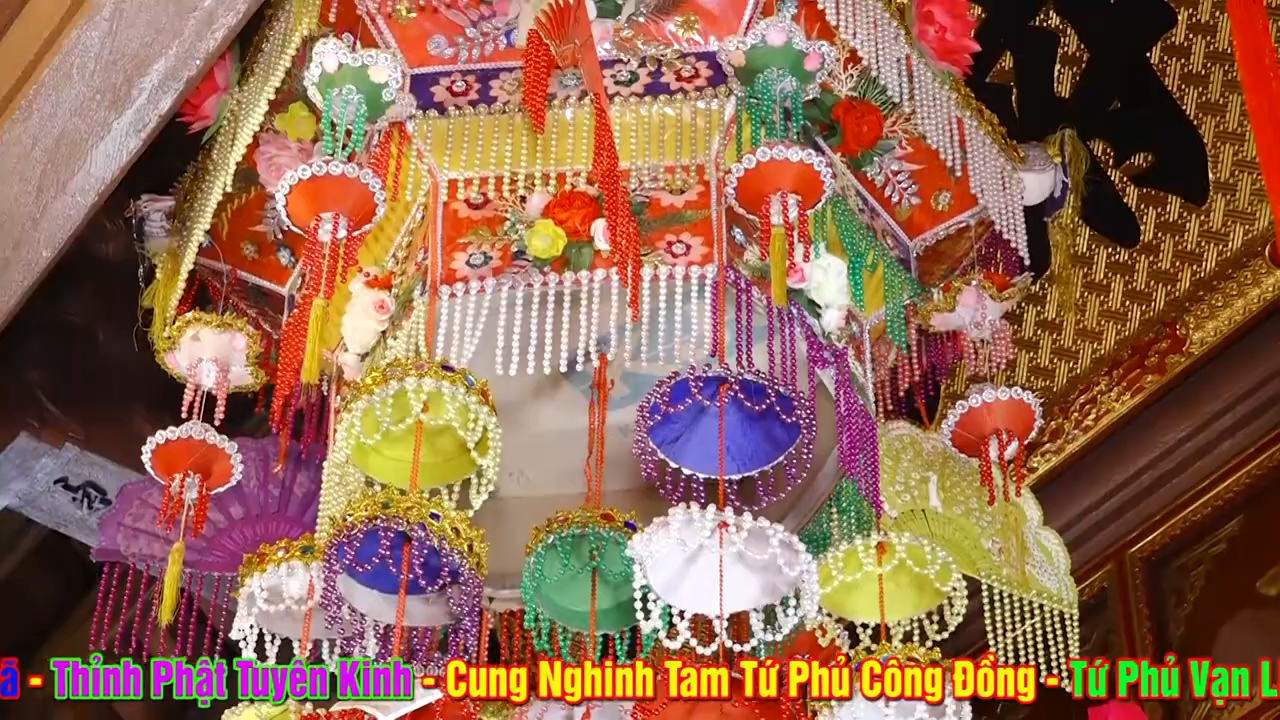 ã - Thỉnh Phật Tuyên Kinh - Cung Nghinh Tam Tứ Phủ Công Đồng - Tứ Phủ Vạn L